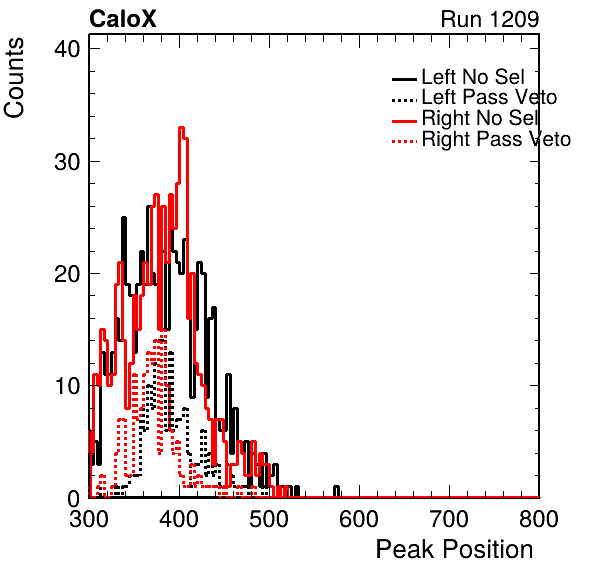 CaloX Run 1209
Counts
40
30
20
10
0
Left No Sel
Left Pass Veto
Right No Sel
Right Pass Veto
300 400 500 600 700 800
Peak Position